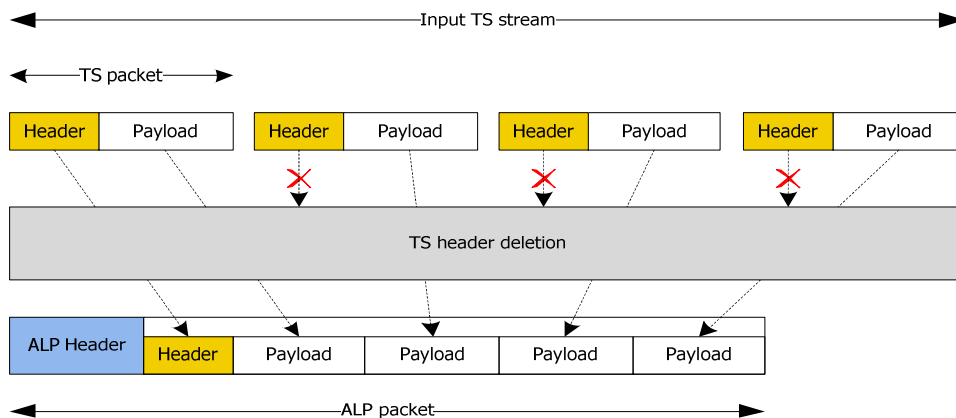 Input TS stream
TS packet
Header Payload Header Payload Header Payload Header Payload
TS header deletion
ALP Header
Header Payload Payload Payload Payload
ALP packet